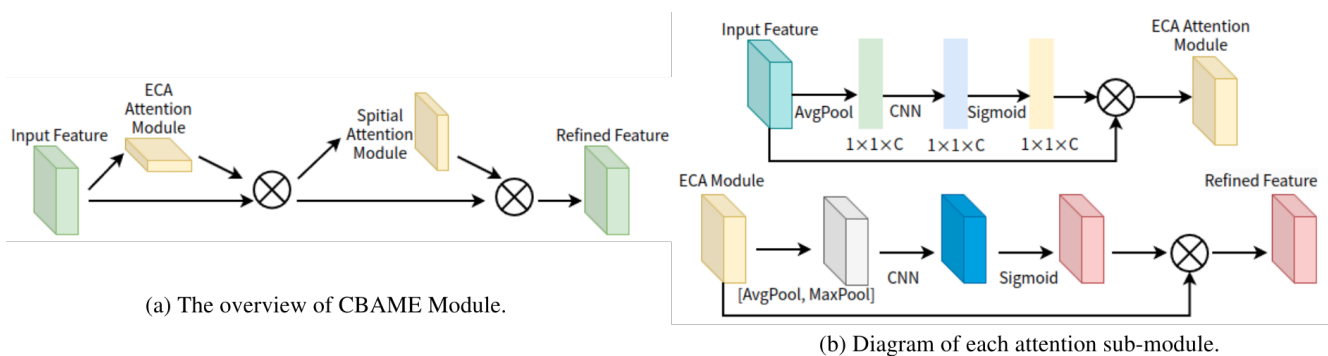 Input Feature
ECA
Attention
Module
Spitial
Attention
Module
Refined Feature
(a) The overview of CBAME Module.
Input Feature
AvgPool
CNN
Sigmoid
1×1×C
1×1×C
1×1×C
ECA Attention
Module
ECA Module
[AvgPool, MaxPool]
CNN
Sigmoid
Refined Feature
(b) Diagram of each attention sub-module.